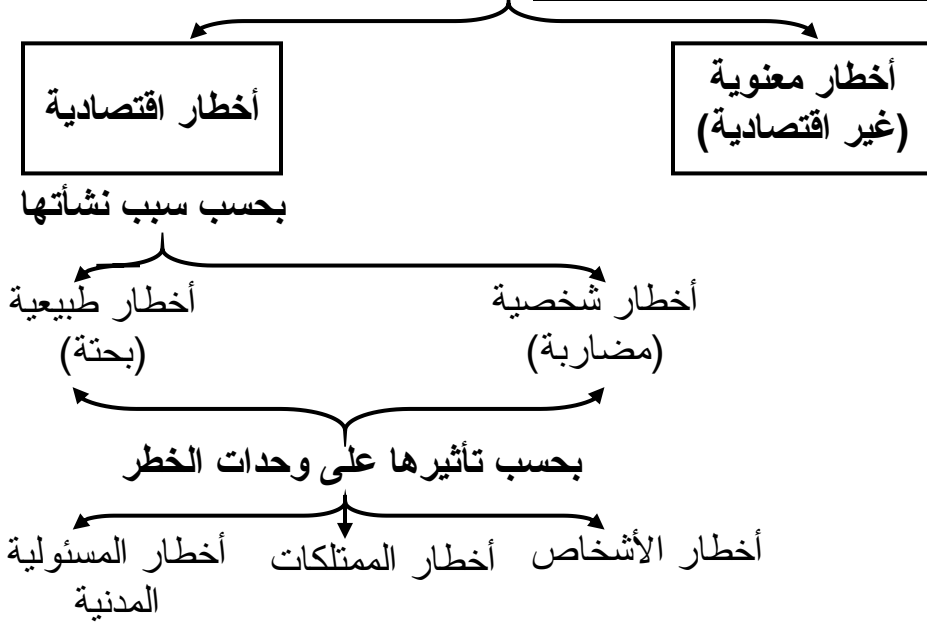 أخطار معنوية
(غير اقتصادية)
أخطار اقتصادية
بحسب سبب نشأتها
أخطار شخصية
(مضاربة)
أخطار طبيعية
(بحتة)
بحسب تأثيرها على وحدات الخطر
أخطار الأشخاص
أخطار الممتلكات
أخطار المسئولية
المدنية